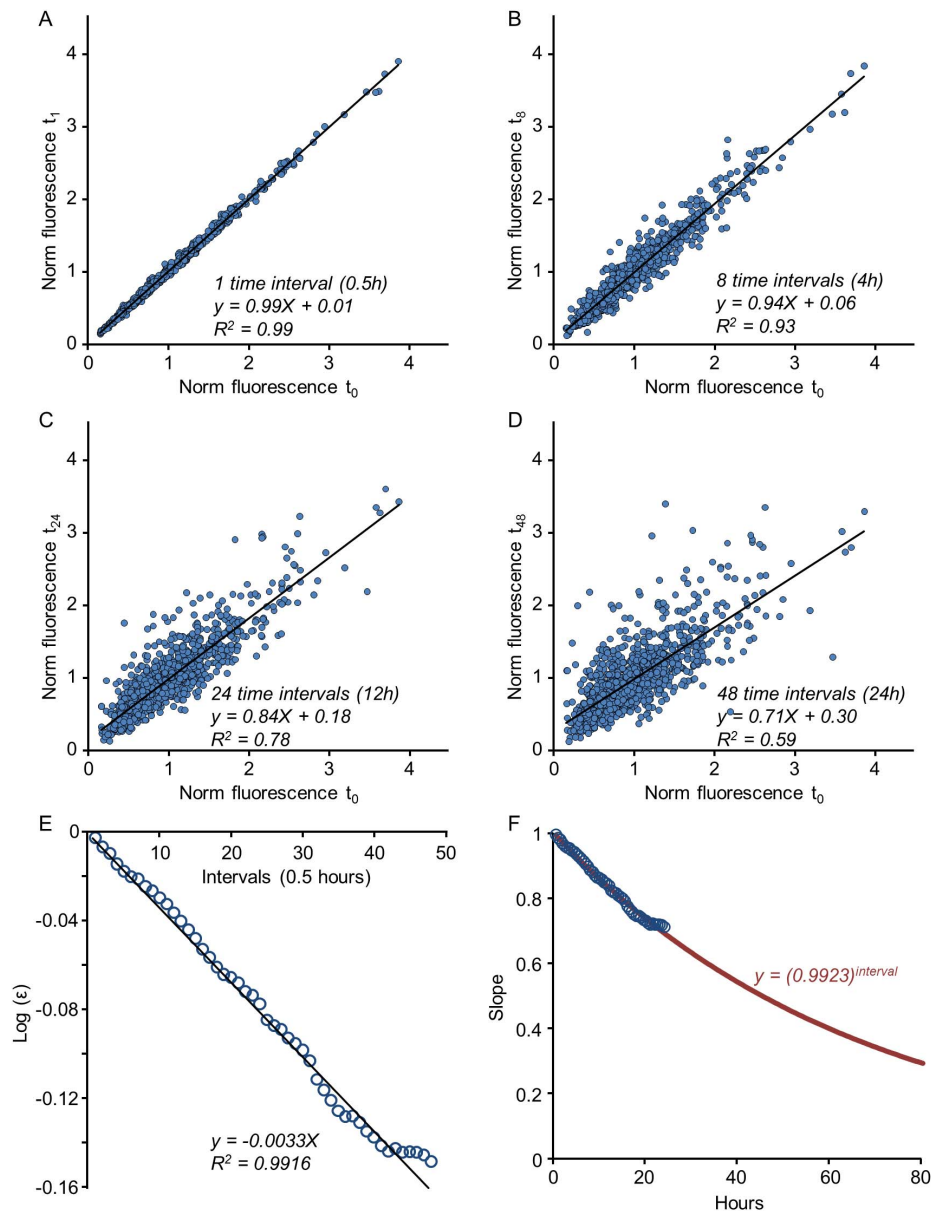 A
4
3
2
1
0
0
1
2
3
4
Norm fluorescence t1
Norm fluorescence t0
1 time interval (0.5h)
y = 0.99X + 0.01
R2 = 0.99
B
4
3
2
1
0
0
1
2
3
4
Norm fluorescence t8
Norm fluorescence t0
8 time intervals (4h)
y = 0.94X + 0.06
R2 = 0.93
C
4
3
2
1
0
0
1
2
3
4
Norm fluorescence t24
Norm fluorescence t0
24 time intervals (12h)
y = 0.84X + 0.18
R2 = 0.78
D
4
3
2
1
0
0
1
2
3
4
Norm fluorescence t48
Norm fluorescence t0
48 time intervals (24h)
y = 0.71X + 0.30
R2 = 0.59
E
0
-0.04
-0.08
-0.12
-0.16
10
20
30
40
50
Intervals (0.5 hours)
Log (ε)
y = -0.0033X
R2 = 0.9916
F
1
0.8
0.6
0.4
0.2
0
0
20
40
60
80
Slope
Hours
y = (0.9923)interval